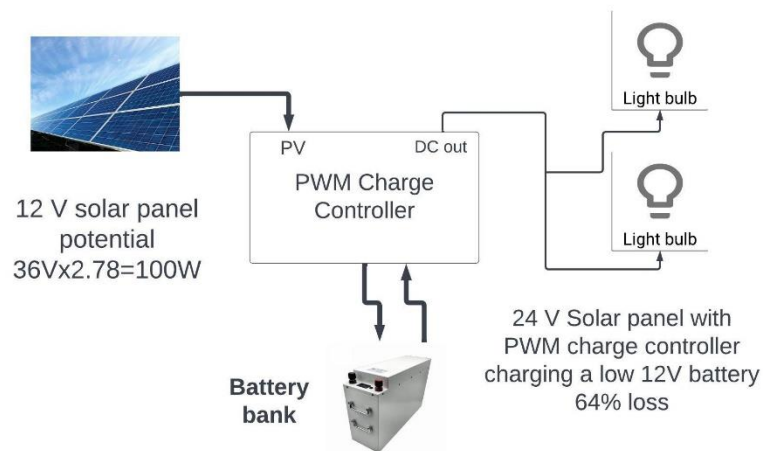 Light bulb
PV
DC out
PWM Charge
Controller
12 V solar panel
potential
36Vx2.78=100W
Light bulb
24 V Solar panel with
PWM charge controller
charging a low 12V battery
64% loss
Battery
bank